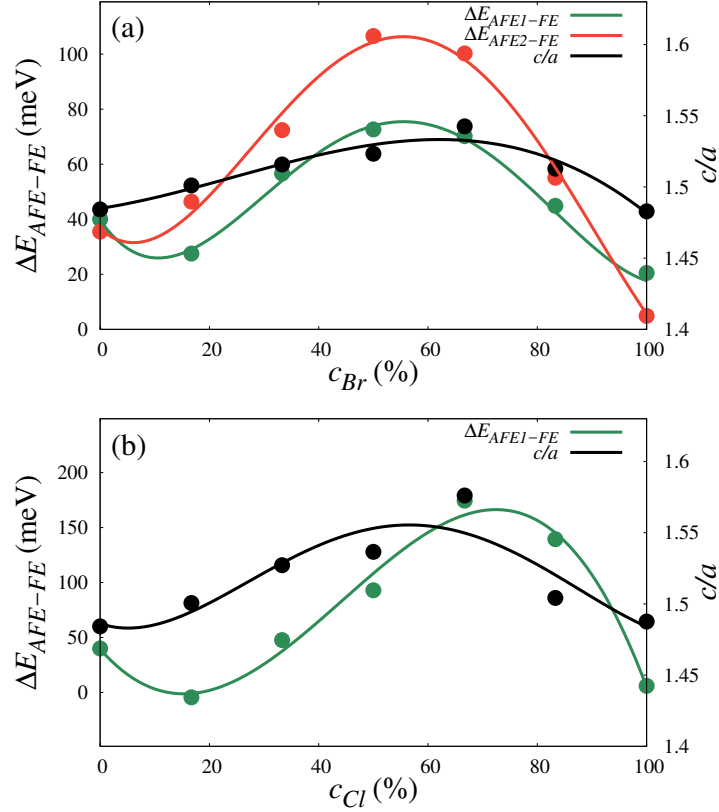 (a)
ΔE_AFE1−FE
ΔE_AFE2−FE
c/a
ΔE_AFE−FE (meV)
100
80
60
40
20
0
c/a
1.6
1.55
1.5
1.45
1.4
0 20 40 60 80 100
c_Br (%)
(b)
ΔE_AFE1−FE
c/a
ΔE_AFE−FE (meV)
200
150
100
50
0
c/a
1.6
1.55
1.5
1.45
1.4
0 20 40 60 80 100
c_Cl (%)